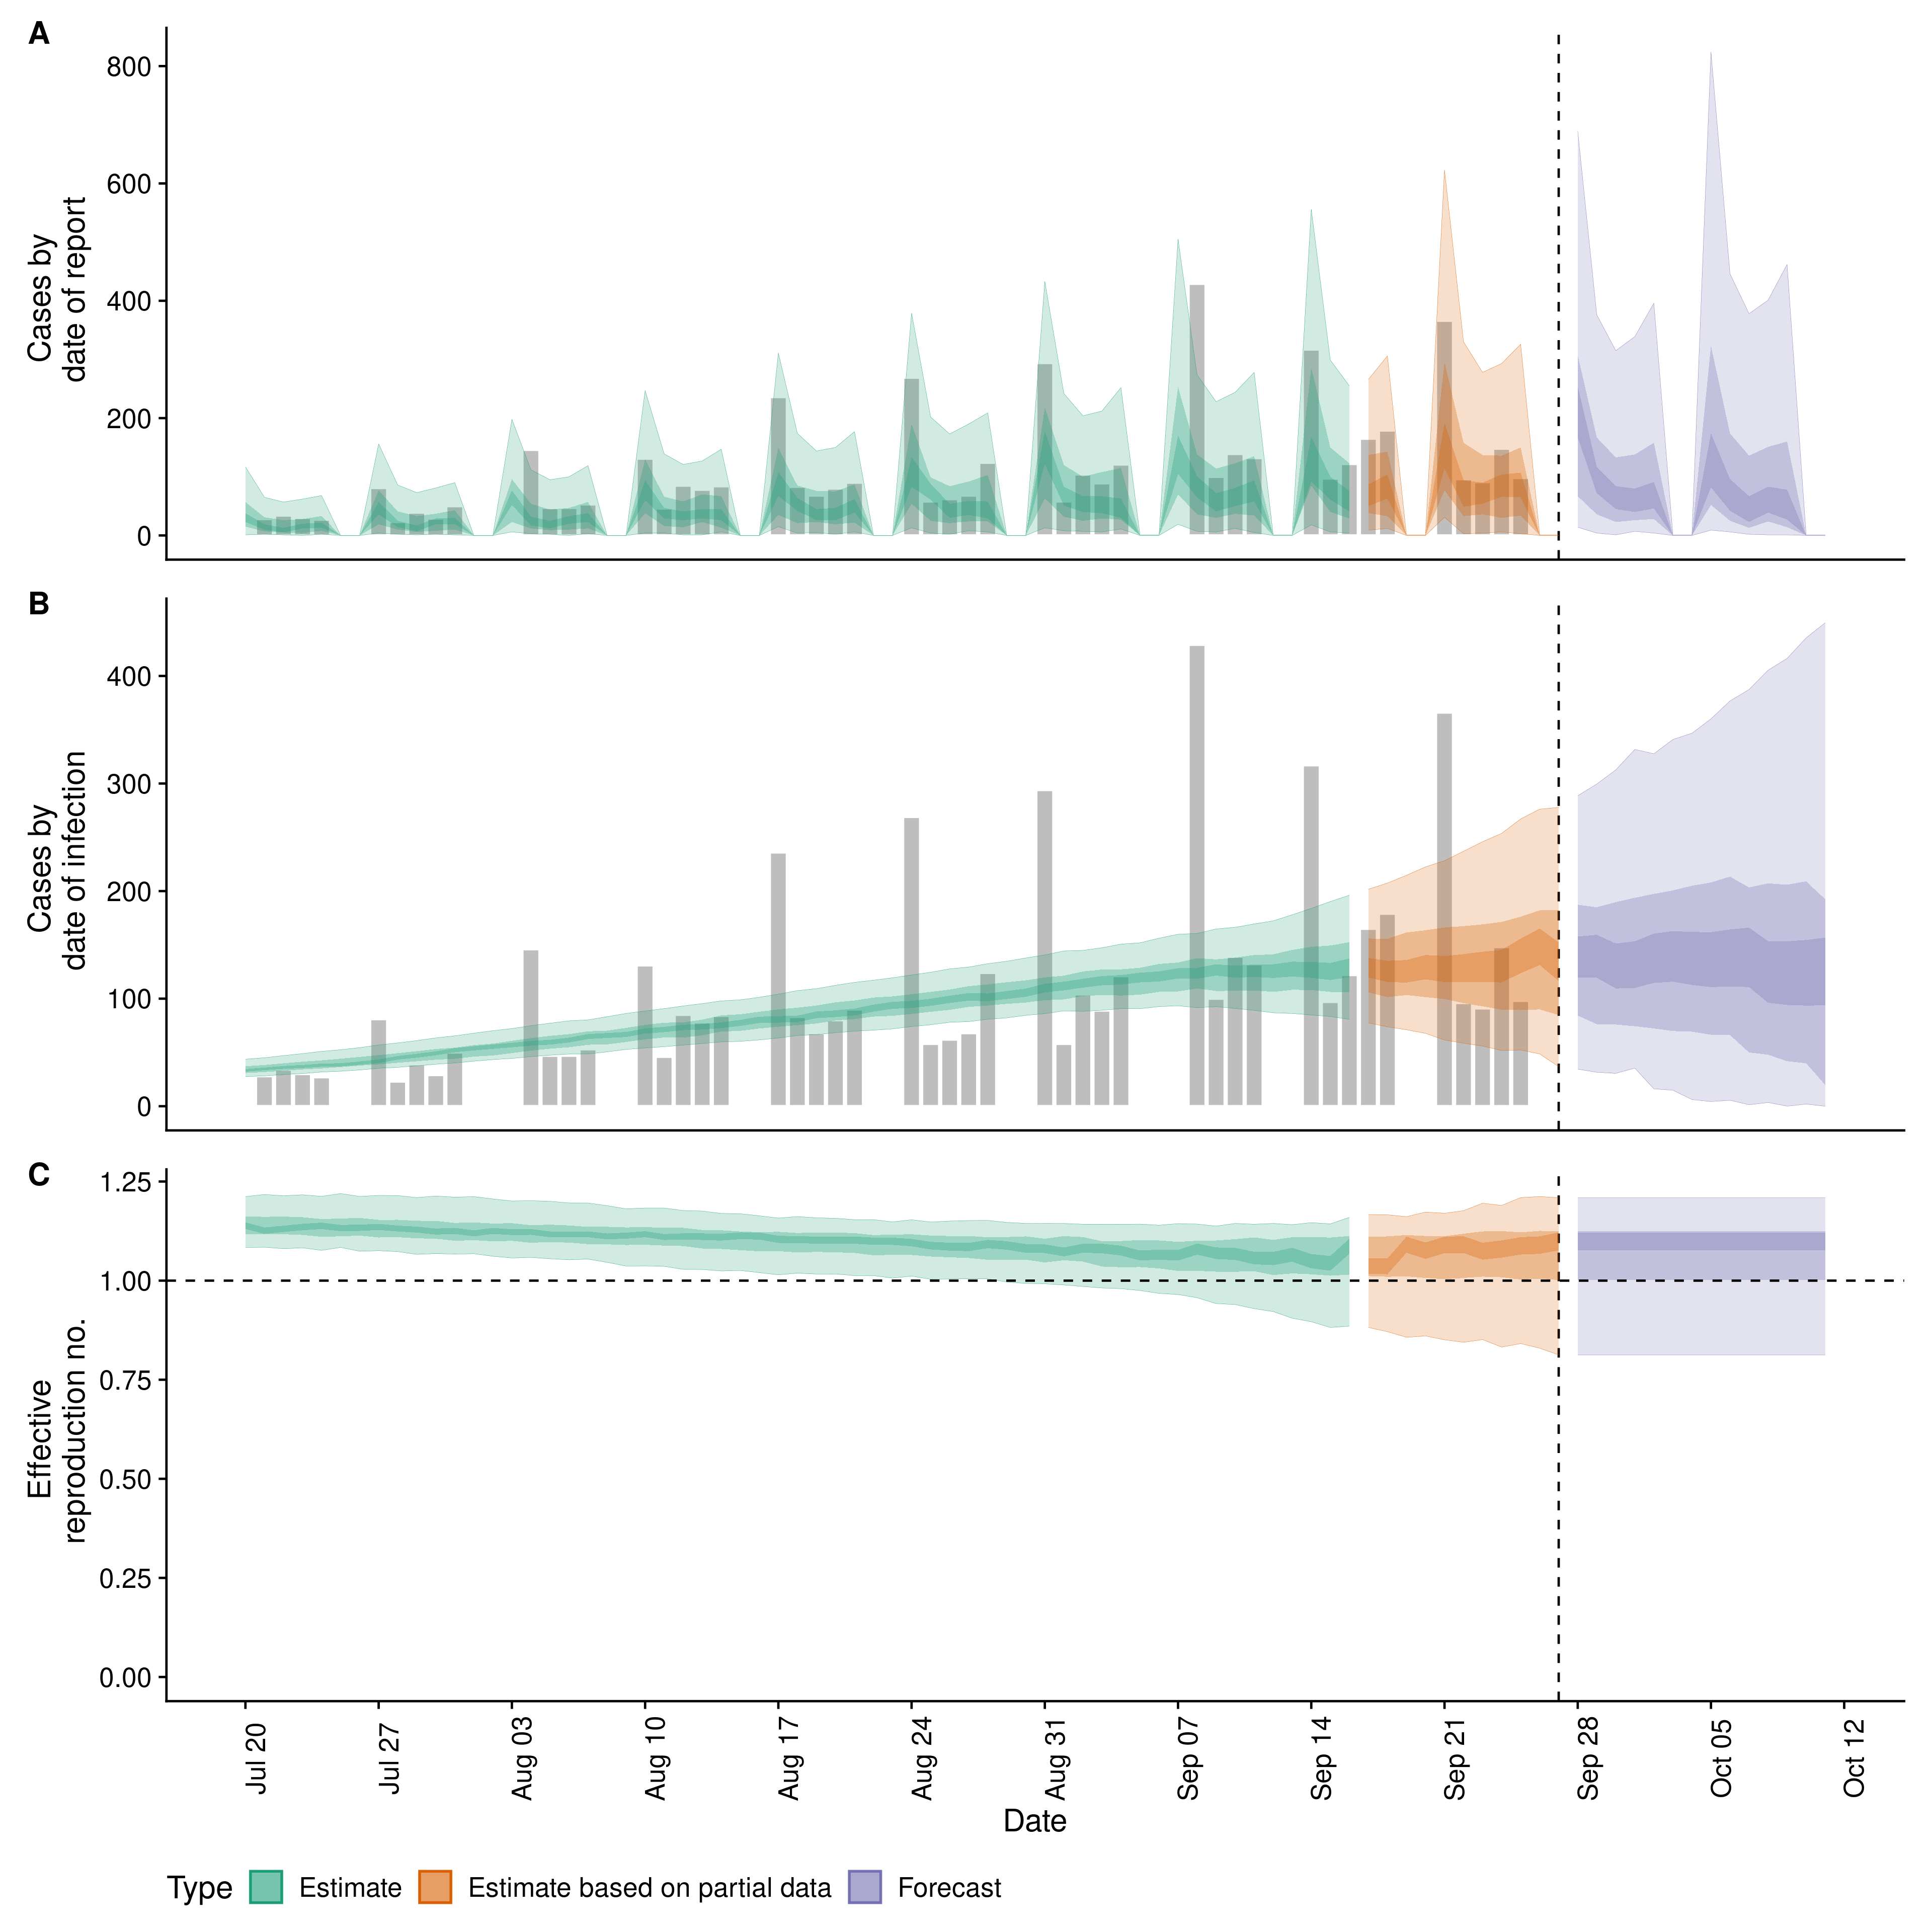 A
800
600
400
200
0
Cases by
date of report
B
400
300
200
100
0
Cases by
date of infection
C
1.25
1.00
0.75
0.50
0.25
0.00
Effective
reproduction no.
Jul 20
Jul 27
Aug 03
Aug 10
Aug 17
Aug 24
Aug 31
Sep 07
Sep 14
Sep 21
Sep 28
Oct 05
Oct 12
Date
Type Estimate Estimate based on partial data Forecast